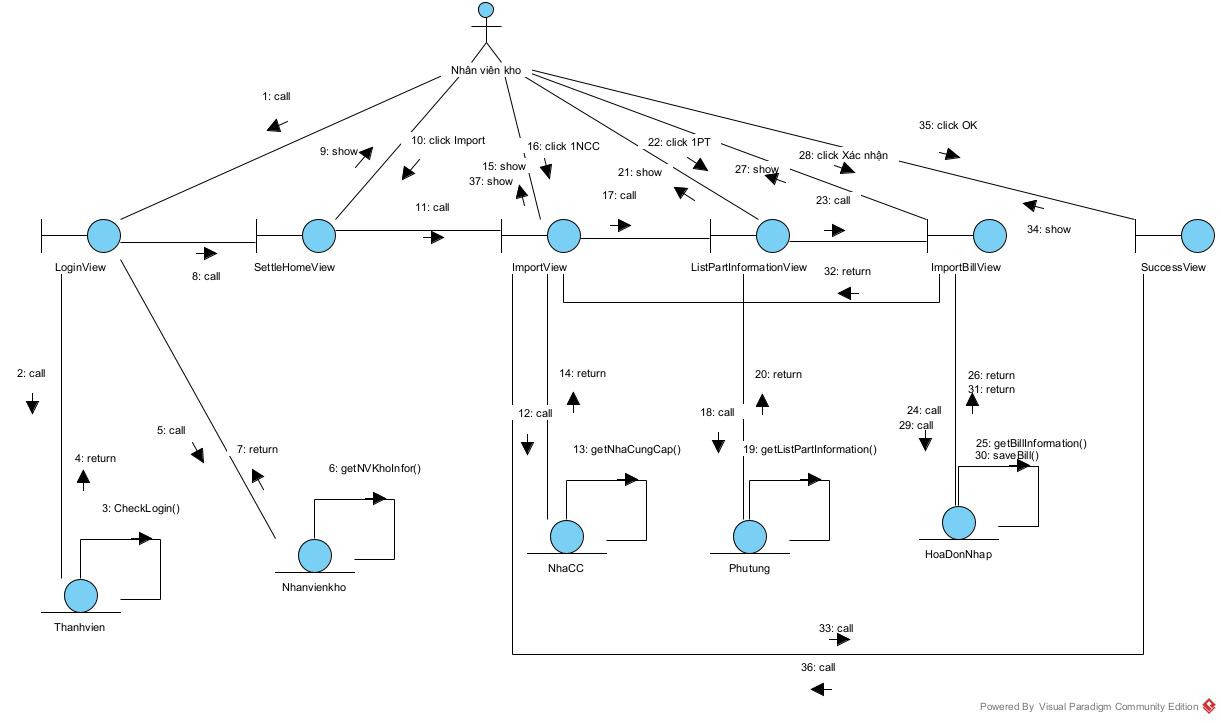 Nhân viên kho
1: call
9: show
10: click Import
15: show
37: show
16: click 1NCC
22: click 1PT
21: show
27: show
28: click Xác nhận
35: click OK
34: show
11: call
17: call
23: call
8: call
32: return
LoginView
SettleHomeView
ImportView
ListPartInformationView
ImportBillView
SuccessView
2: call
4: return
3: CheckLogin()
5: call
7: return
6: getNVKhoInfor()
14: return
12: call
13: getNhaCungCap()
20: return
18: call
19: getListPartInformation()
26: return
31: return
24: call
29: call
25: getBillInformation()
30: saveBill()
Thanhvien
Nhanvienkho
NhaCC
Phutung
HoaDonNhap
33: call
36: call
Powered By Visual Paradigm Community Edition